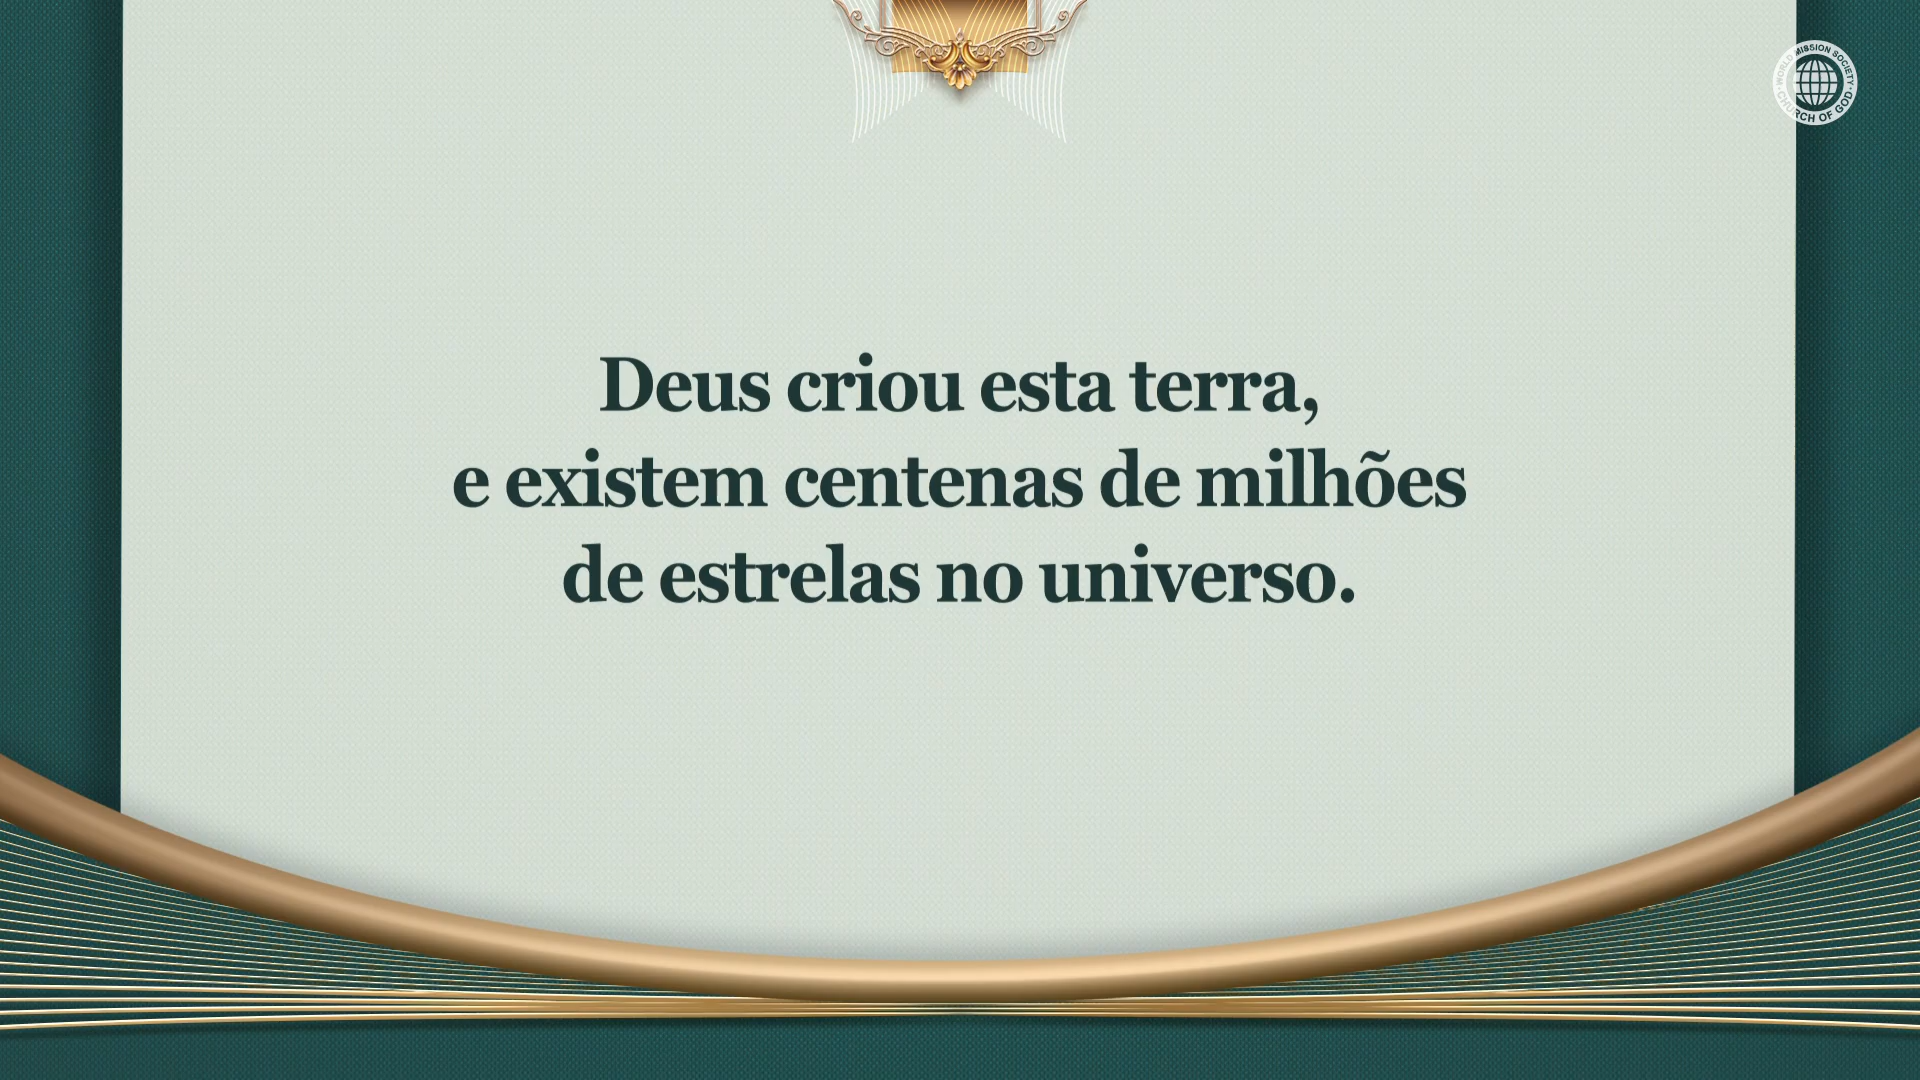 WORLD MISSION SOCIETY
CHURCH OF GOD
Deus criou esta terra,
e existem centenas de milhões
de estrelas no universo.